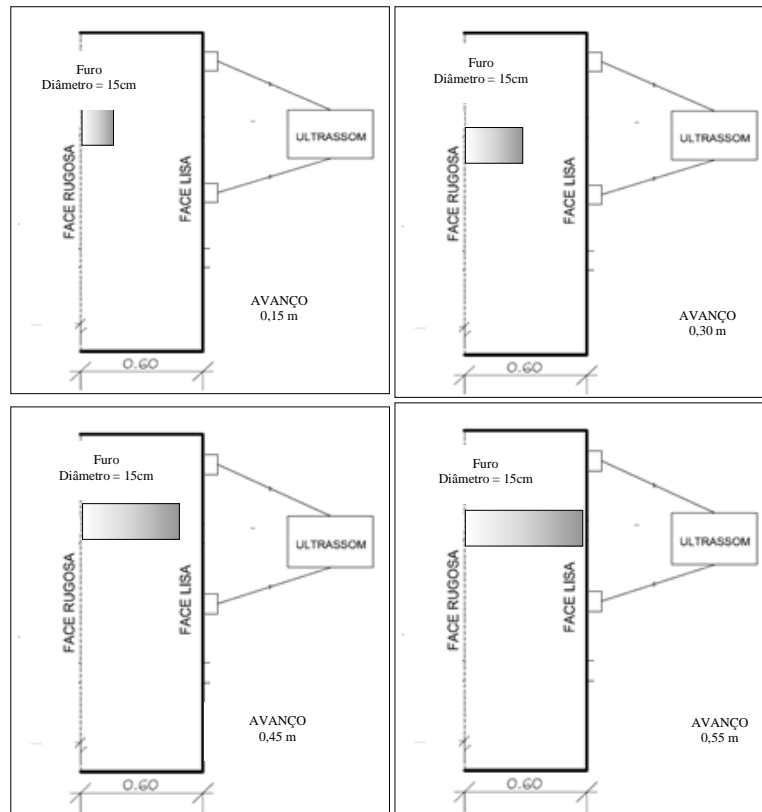 Furo
Diâmetro = 15cm
FACE RUGOSA
FACE LISA
ULTRASSOM
AVANÇO
0,15 m
0.60
Furo
Diâmetro = 15cm
FACE RUGOSA
FACE LISA
ULTRASSOM
AVANÇO
0,30 m
0.60
Furo
Diâmetro = 15cm
FACE RUGOSA
FACE LISA
ULTRASSOM
AVANÇO
0,45 m
0.60
Furo
Diâmetro = 15cm
FACE RUGOSA
FACE LISA
ULTRASSOM
AVANÇO
0,55 m
0.60